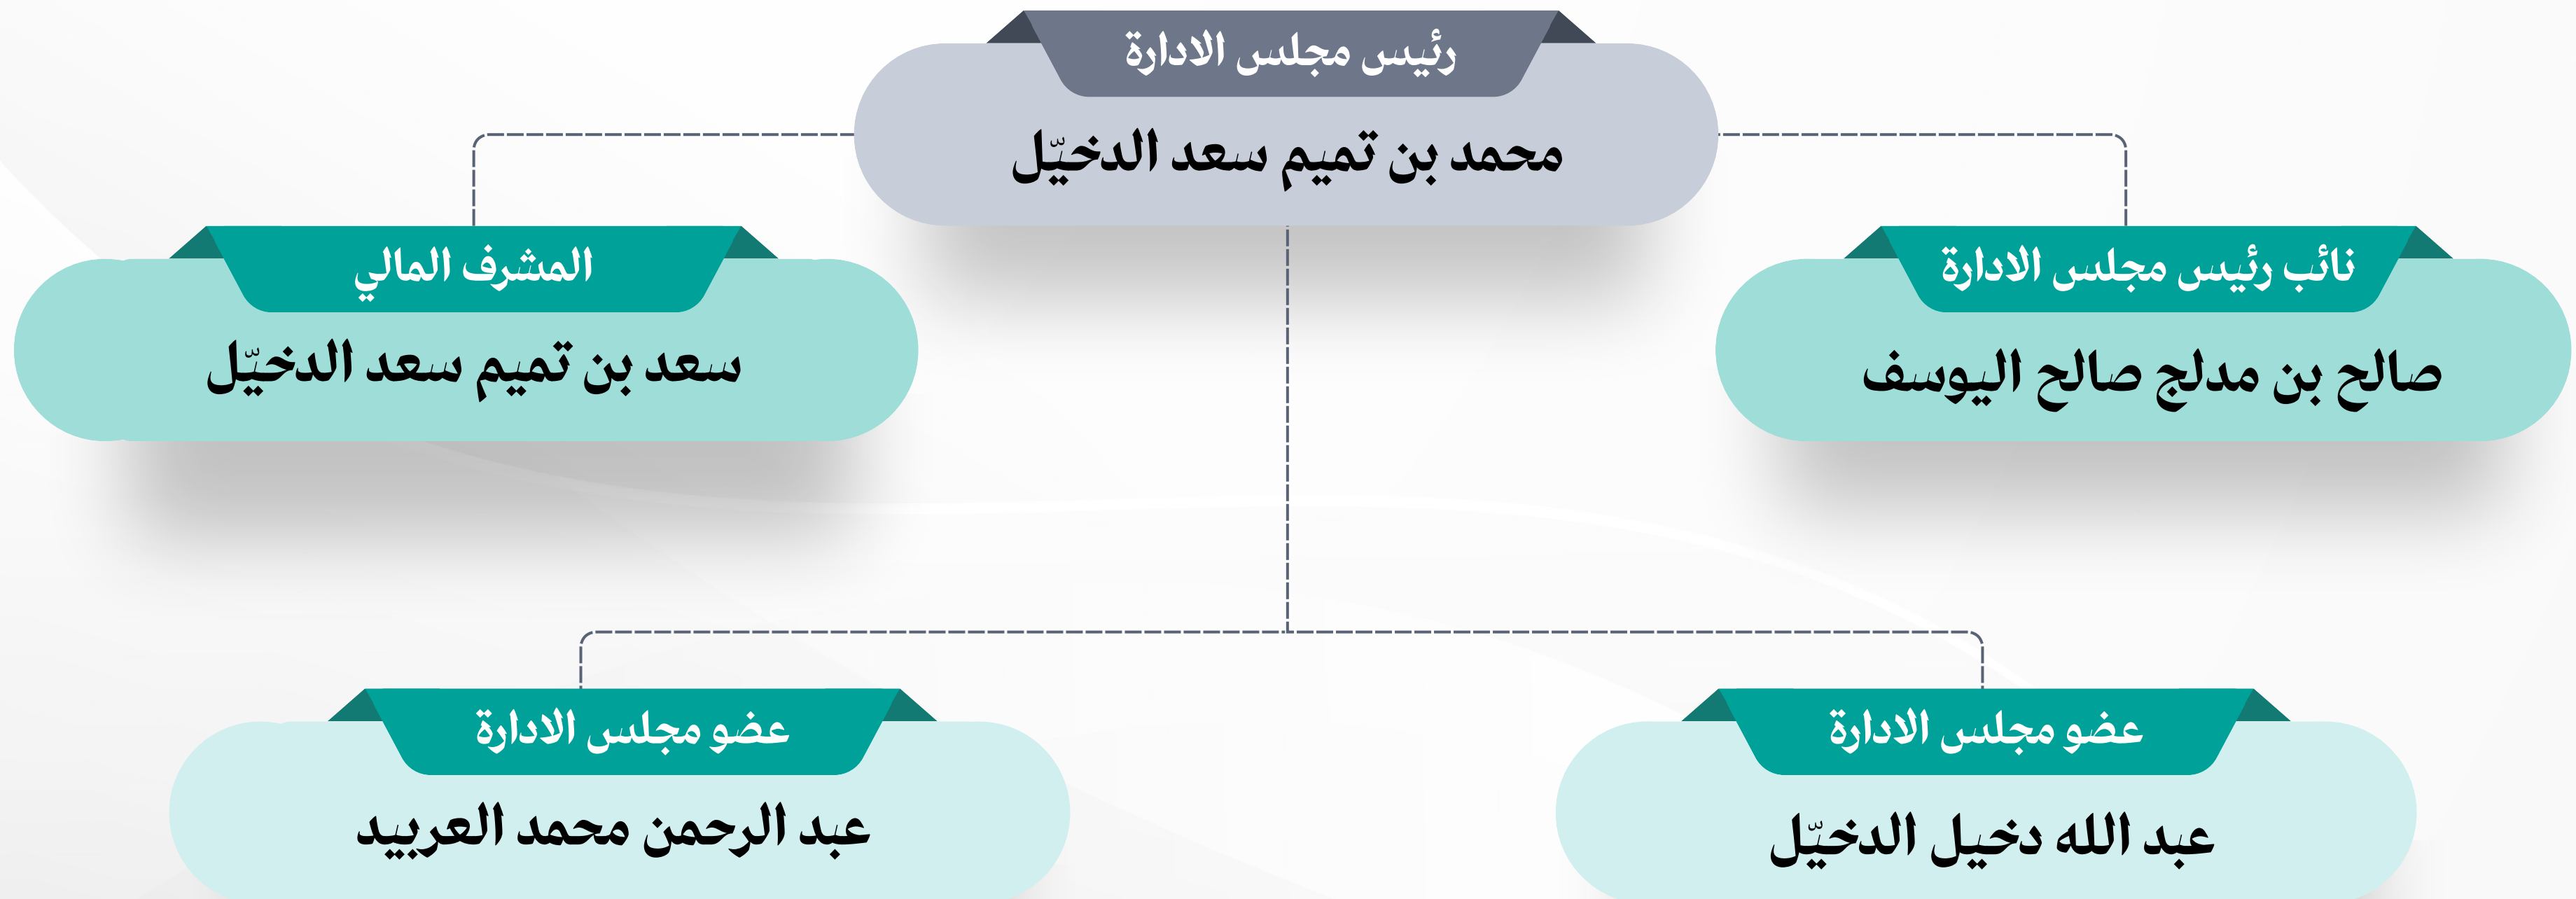 رئيس مجلس الادارة
محمد بن تميم سعد الدخيّل
نائب رئيس مجلس الادارة
صالح بن مدلج صالح اليوسف
المشرف المالي
سعد بن تميم سعد الدخيّل
عضو مجلس الادارة
عبد الله دخيل الدخيّل
عضو مجلس الادارة
عبد الرحمن محمد العربيد